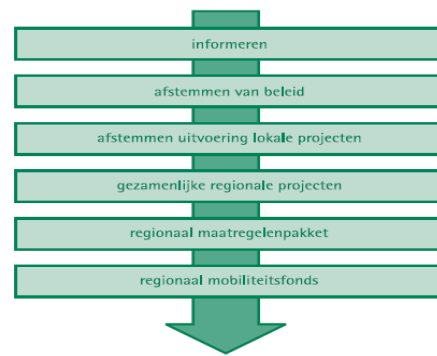 informeren
afstemmen van beleid
afstemmen uitvoering lokale projecten
gezamenlijke regionale projecten
regionaal maatregelenpakket
regionaal mobiliteitsfonds